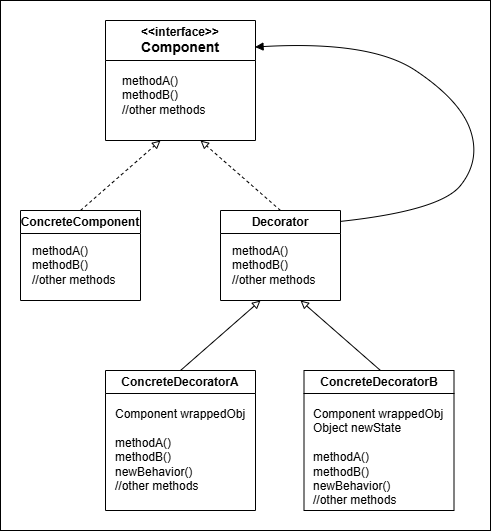 <<interface>>
Component
methodA()
methodB()
//other methods
ConcreteComponent
methodA()
methodB()
//other methods
Decorator
methodA()
methodB()
//other methods
ConcreteDecoratorA
Component wrappedObj
methodA()
methodB()
newBehavior()
//other methods
ConcreteDecoratorB
Component wrappedObj
Object newState
methodA()
methodB()
newBehavior()
//other methods